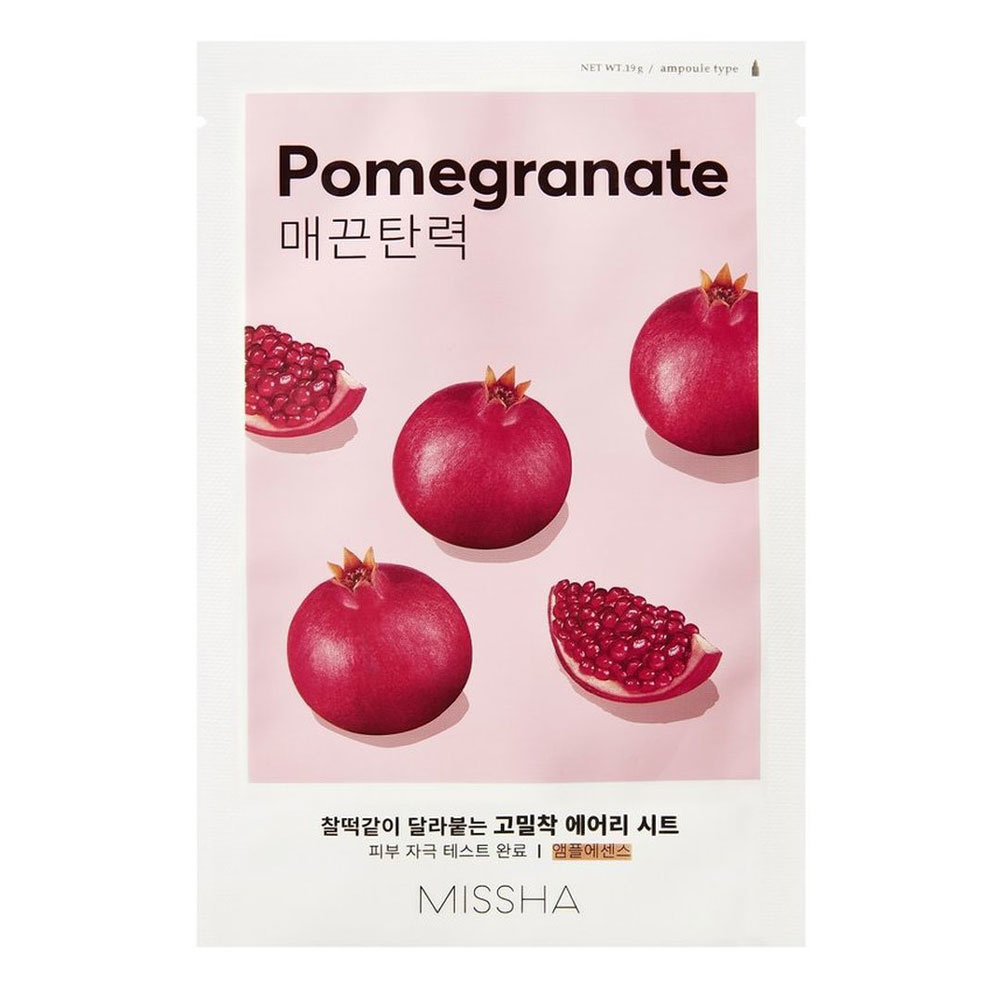 NET WT.19g / ampoule type
Pomegranate
매끈탄력
찰떡같이 달라붙는 고밀착 에어리 시트
피부 자극 테스트 완료 | 앰플에센스
MISSHA